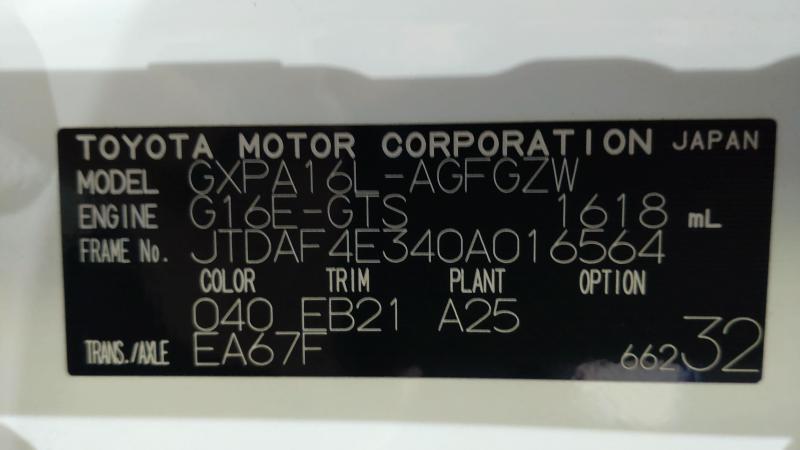 TOYOTA MOTOR CORPORATION JAPAN
MODEL GXPA16L-AGFGZW
ENGINE G16E-GTS 1618 mL
FRAME No. JTDAF4E340A016564
COLOR TRIM PLANT OPTION
040 EB21 A25
TRANS./AXLE EA67F 662 32